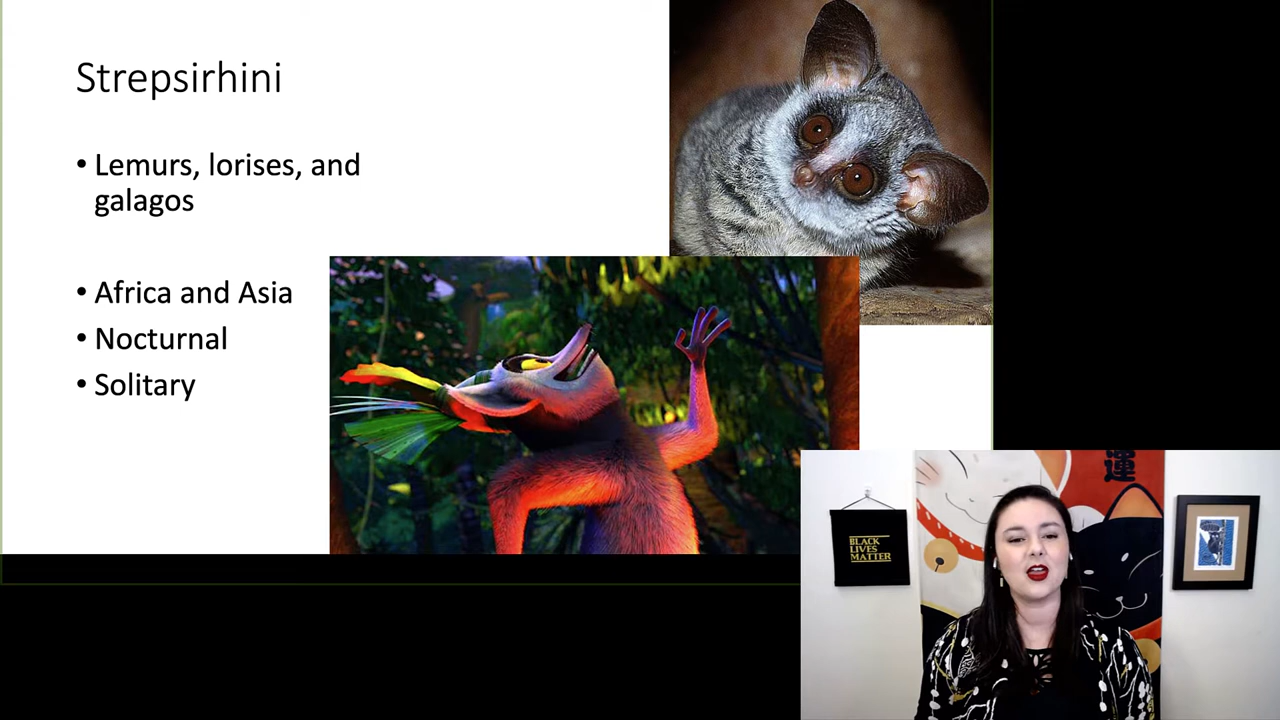 Strepsirhini
• Lemurs, lorises, and
galagos
• Africa and Asia
• Nocturnal
• Solitary
運
BLACK
LIVES
MATTER